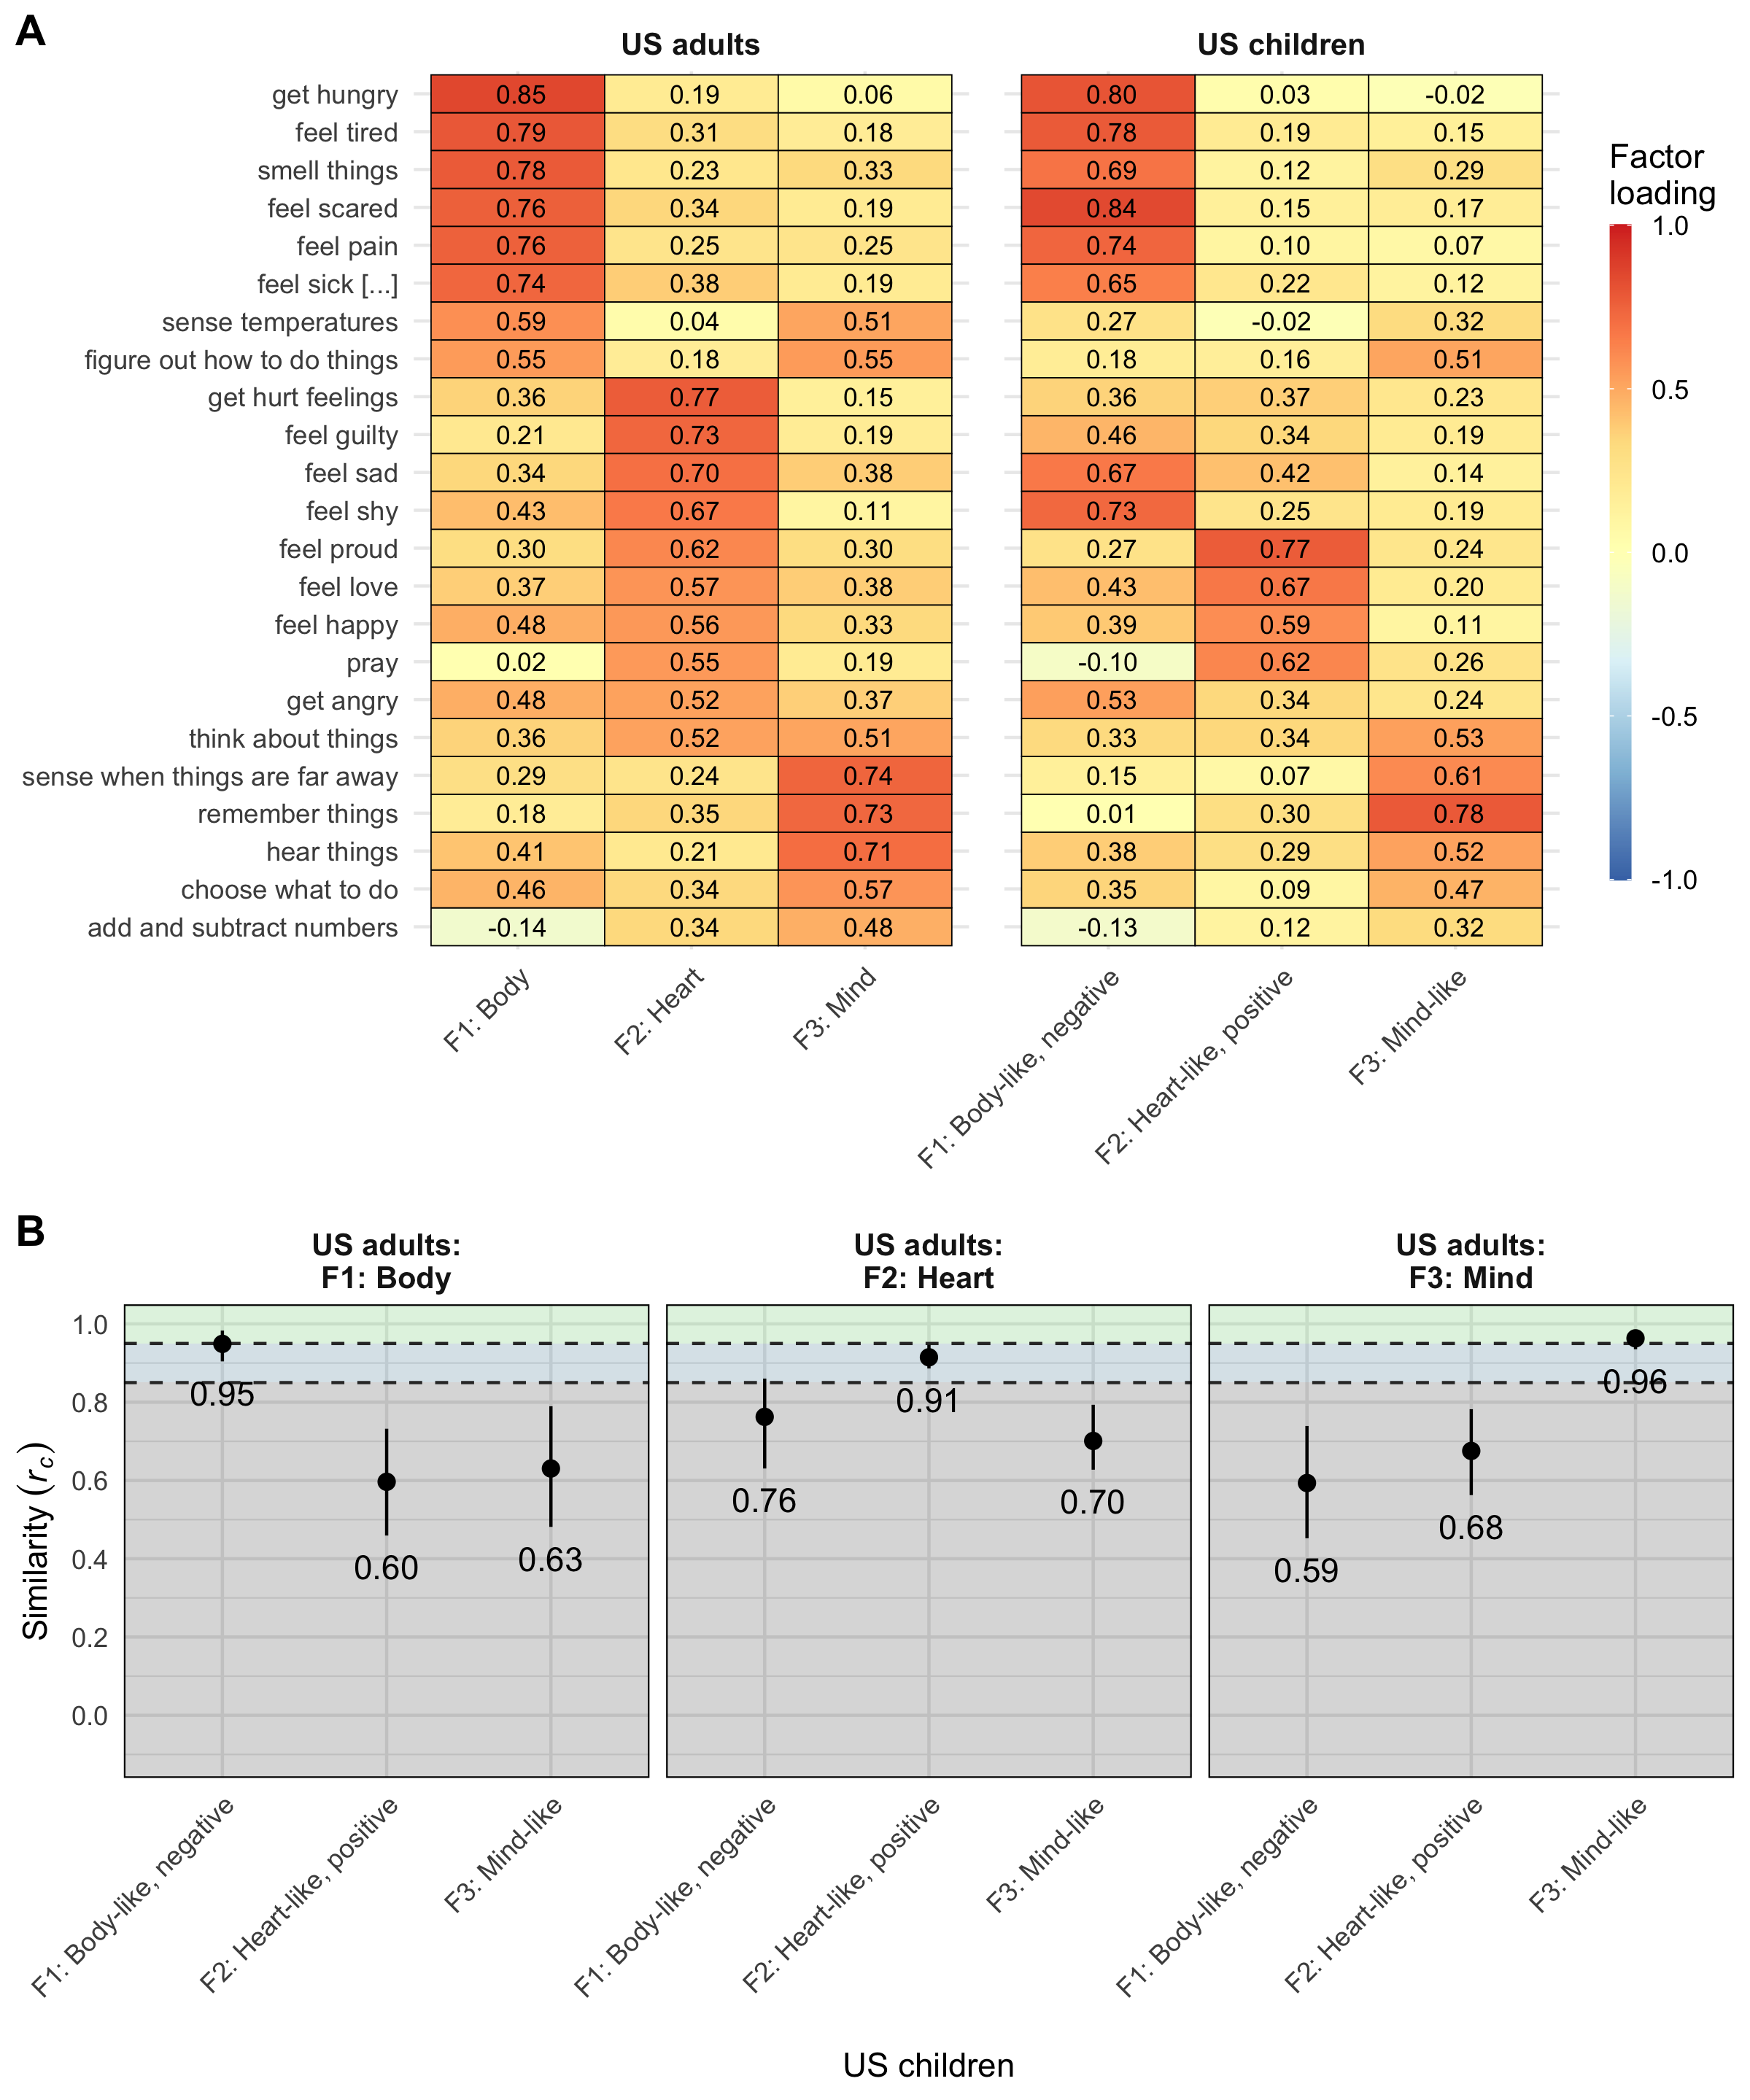 A
US adults US children
get hungry 0.85 0.19 0.06 0.80 0.03 -0.02
feel tired 0.79 0.31 0.18 0.78 0.19 0.15
smell things 0.78 0.23 0.33 0.69 0.12 0.29
feel scared 0.76 0.34 0.19 0.84 0.15 0.17
feel pain 0.76 0.25 0.25 0.74 0.10 0.07
feel sick [...] 0.74 0.38 0.19 0.65 0.22 0.12
sense temperatures 0.59 0.04 0.51 0.27 -0.02 0.32
figure out how to do things 0.55 0.18 0.55 0.18 0.16 0.51
get hurt feelings 0.36 0.77 0.15 0.36 0.37 0.23
feel guilty 0.21 0.73 0.19 0.46 0.34 0.19
feel sad 0.34 0.70 0.38 0.67 0.42 0.14
feel shy 0.43 0.67 0.11 0.73 0.25 0.19
feel proud 0.30 0.62 0.30 0.27 0.77 0.24
feel love 0.37 0.57 0.38 0.43 0.67 0.20
feel happy 0.48 0.56 0.33 0.39 0.59 0.11
pray 0.02 0.55 0.19 -0.10 0.62 0.26
get angry 0.48 0.52 0.37 0.53 0.34 0.24
think about things 0.36 0.52 0.51 0.33 0.34 0.53
sense when things are far away 0.29 0.24 0.74 0.15 0.07 0.61
remember things 0.18 0.35 0.73 0.01 0.30 0.78
hear things 0.41 0.21 0.71 0.38 0.29 0.52
choose what to do 0.46 0.34 0.57 0.35 0.09 0.47
add and subtract numbers -0.14 0.34 0.48 -0.13 0.12 0.32
F1: Body
F2: Heart
F3: Mind
F1: Body-like, negative
F2: Heart-like, positive
F3: Mind-like
Factor
loading
1.0
0.5
0.0
-0.5
-1.0
B
US adults:
F1: Body
US adults:
F2: Heart
US adults:
F3: Mind
Similarity (rc)
1.0
0.8
0.6
0.4
0.2
0.0
0.95
0.60
0.63
0.76
0.91
0.70
0.59
0.68
0.96
F1: Body-like, negative
F2: Heart-like, positive
F3: Mind-like
F1: Body-like, negative
F2: Heart-like, positive
F3: Mind-like
F1: Body-like, negative
F2: Heart-like, positive
F3: Mind-like
US children